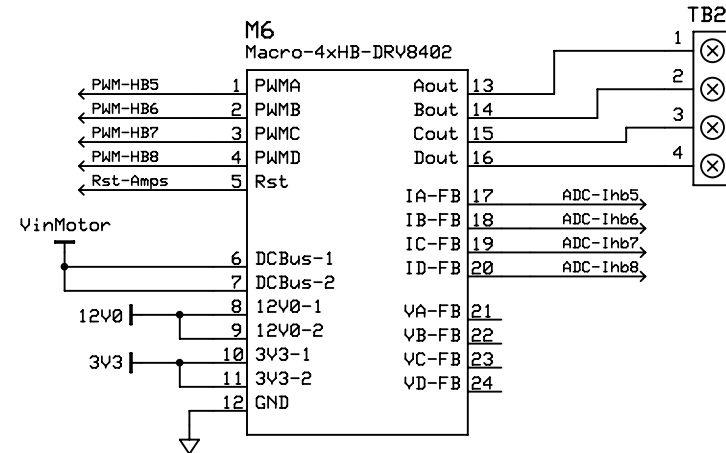 TB2
M6
Macro-4xHB-DRV8402
PWM-HB5 1 PWMA Aout 13 1
PWM-HB6 2 PWMB Bout 14 2
PWM-HB7 3 PWMC Cout 15 3
PWM-HB8 4 PWMD Dout 16 4
Rst-Amps 5 Rst
IA-FB 17 ADC-Ihb5
VinMotor IB-FB 18 ADC-Ihb6
IC-FB 19 ADC-Ihb7
6 DCBus-1 ID-FB 20 ADC-Ihb8
7 DCBus-2
12V0 8 12V0-1 VA-FB 21
9 12V0-2 VB-FB 22
3V3 10 3V3-1 VC-FB 23
11 3V3-2 VD-FB 24
12 GND